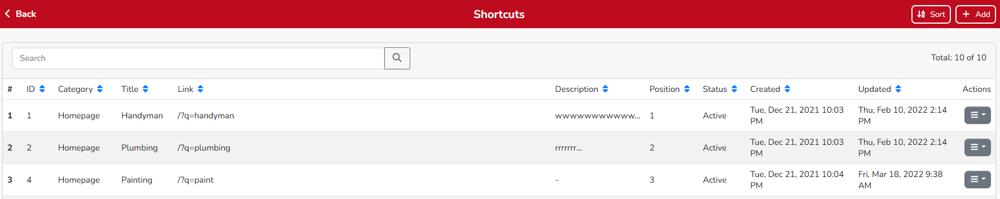 Back Shortcuts Sort Add
Search
Total: 10 of 10
# ID Category Title Link Description Position Status Created Updated Actions
1 1 Homepage Handyman /?q=handyman wwwwwwwwwww... 1 Active Tue, Dec 21, 2021 10:03 PM Thu, Feb 10, 2022 2:14 PM
2 2 Homepage Plumbing /?q=plumbing rrrrrrr... 2 Active Tue, Dec 21, 2021 10:03 PM Thu, Feb 10, 2022 2:14 PM
3 4 Homepage Painting /?q=paint - 3 Active Tue, Dec 21, 2021 10:04 PM Fri, Mar 18, 2022 9:38 AM